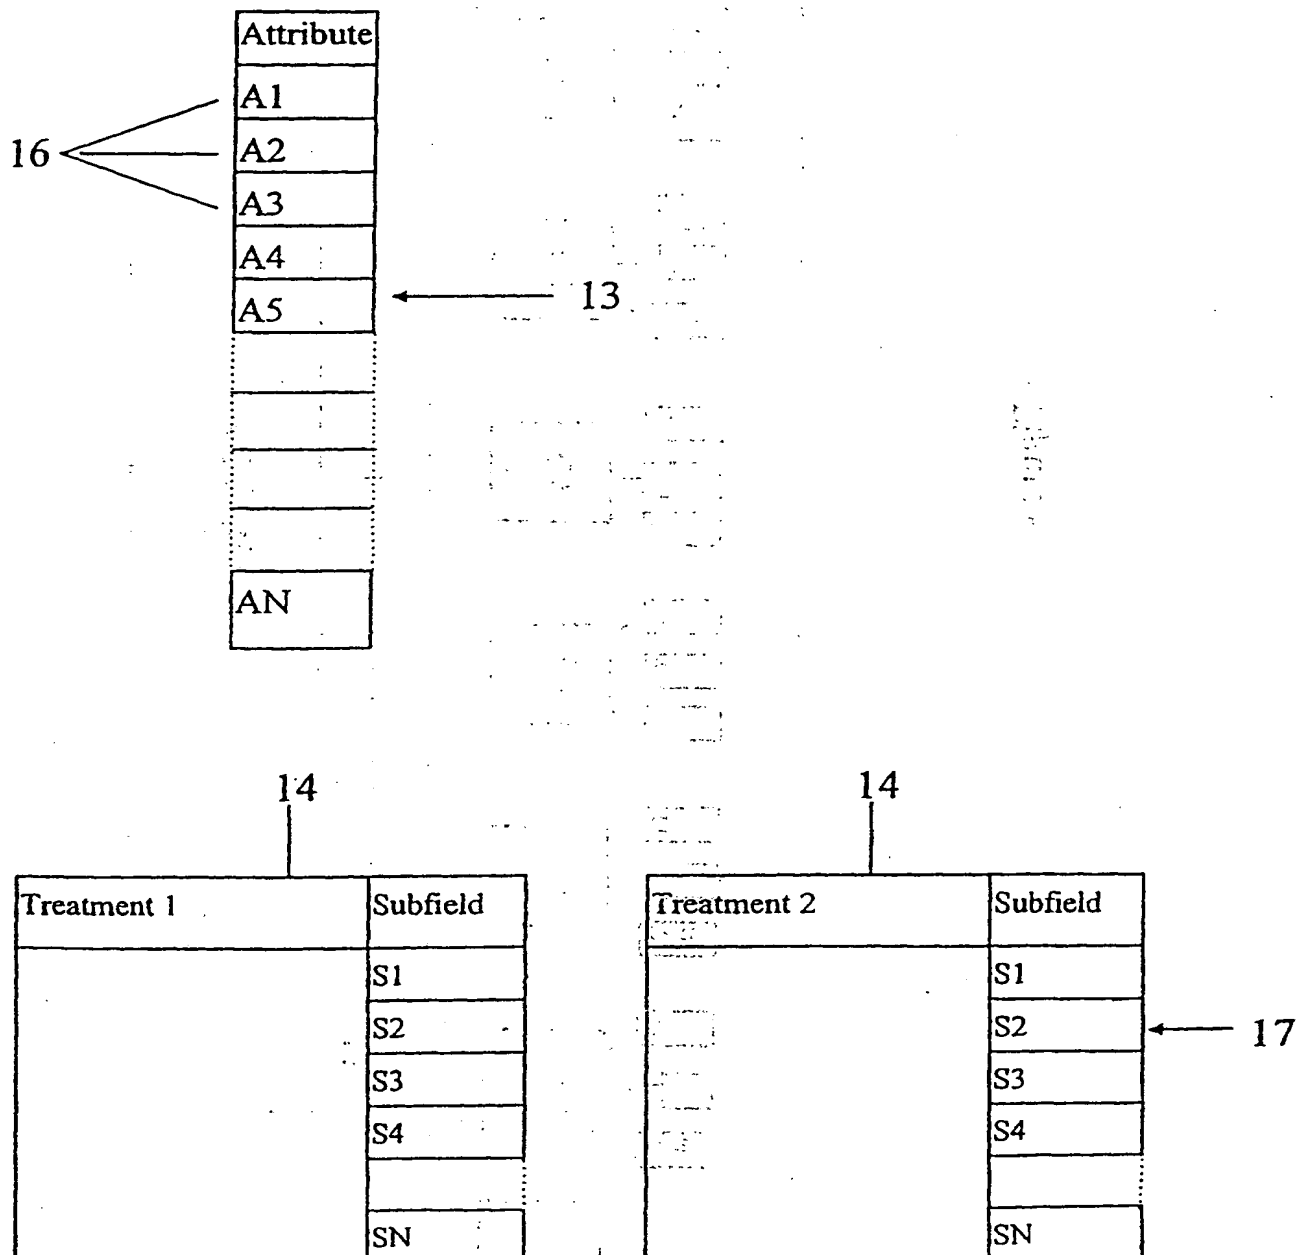 Attribute
A1
16
A2
A3
A4
13
A5
AN
14
14
Treatment 1
Subfield
Treatment 2
Subfield
S1
S1
S2
S2
17
S3
S3
S4
S4
SN
SN